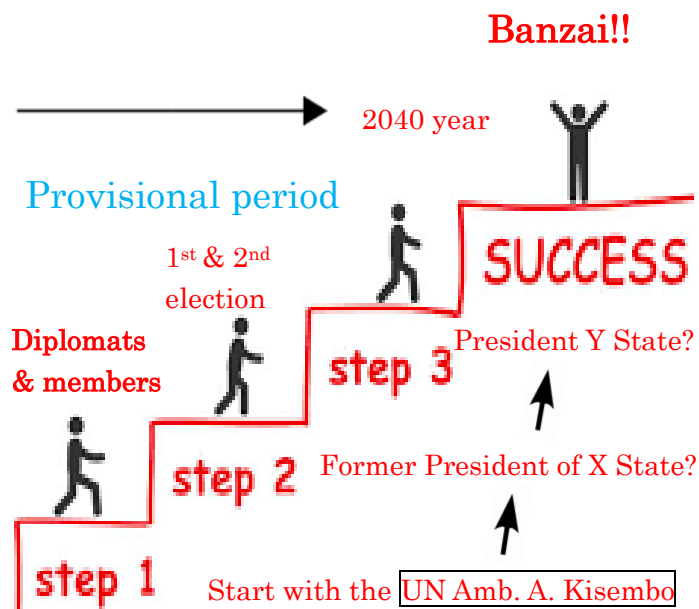 Banzai!!
2040 year
Provisional period
1st & 2nd
election
SUCCESS
Diplomats
& members
President Y State?
step 3
Former President of X State?
step 2
step 1
Start with the UN Amb. A. Kisembo